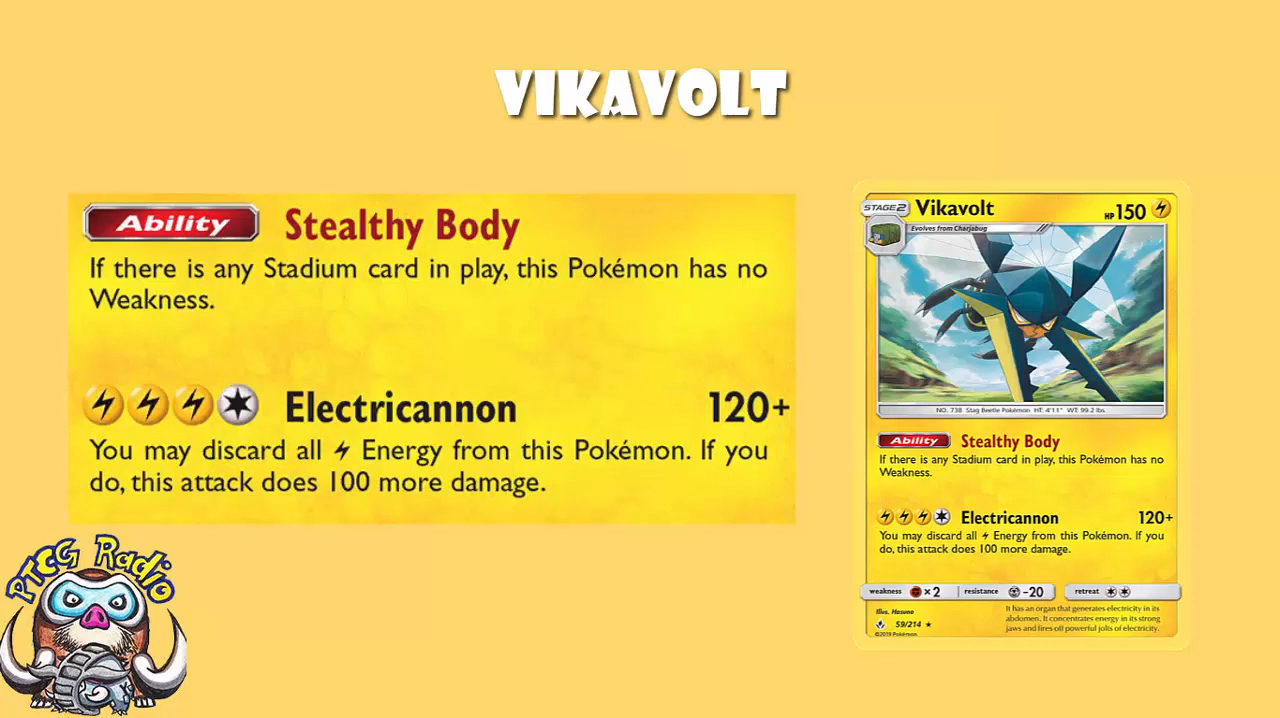 VIKAVOLT
Ability Stealthy Body
If there is any Stadium card in play, this Pokémon has no
Weakness.
Electricannon 120+
You may discard all Energy from this Pokémon. If you
do, this attack does 100 more damage.
PTCG Radio
STAGE 2 Vikavolt HP 150
Evolves from Charjabug
NO. 738 Stag Beetle Pokémon HT: 4'11" WT: 99.2 lbs.
Ability Stealthy Body
If there is any Stadium card in play, this Pokémon has no
Weakness.
Electricannon 120+
You may discard all Energy from this Pokémon. If you
do, this attack does 100 more damage.
weakness ×2 resistance -20 retreat
Illus. Hasuno
59/214
©2019 Pokémon
It has an organ that generates electricity in its
abdomen. It concentrates energy in its strong
jaws and fires off powerful jolts of electricity.